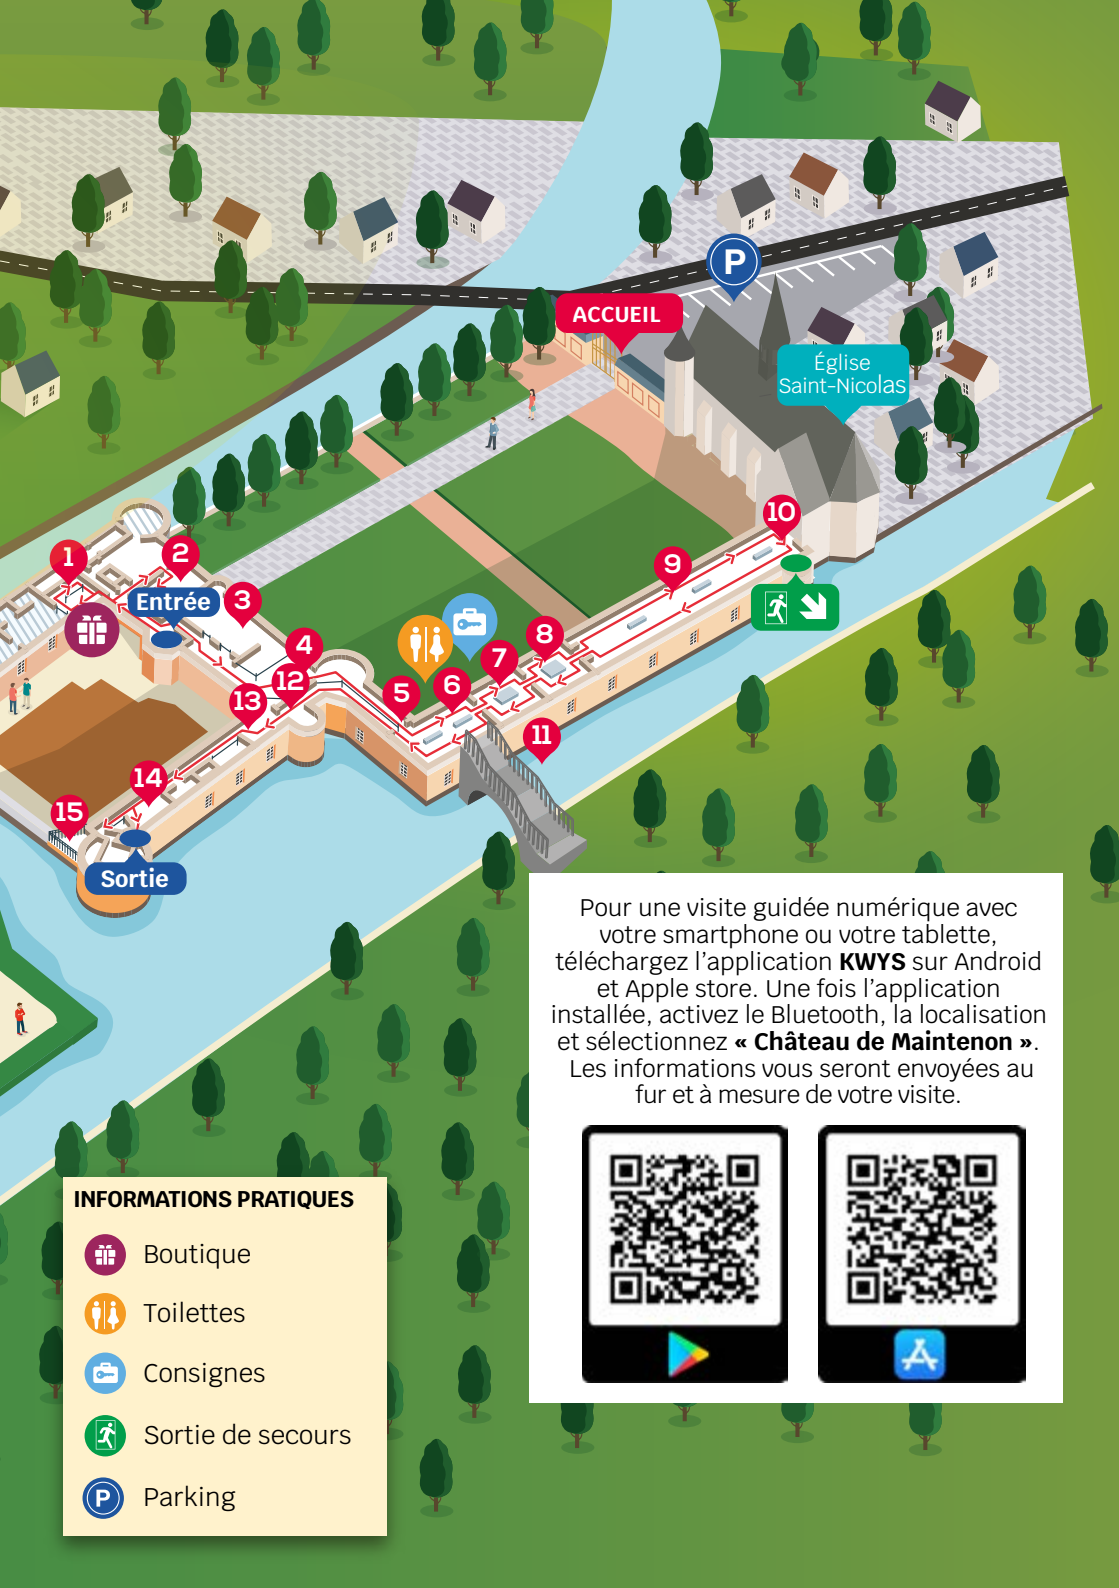 P
ACCUEIL
Église
Saint-Nicolas
10
9
1
2
Entrée
3
8
4
7
12
6
5
13
11
14
15
Sortie
Pour une visite guidée numérique avec
votre smartphone ou votre tablette,
téléchargez l’application KWYS sur Android
et Apple store. Une fois l’application
installée, activez le Bluetooth, la localisation
et sélectionnez « Château de Maintenon ».
Les informations vous seront envoyées au
fur et à mesure de votre visite.
INFORMATIONS PRATIQUES
Boutique
Toilettes
Consignes
Sortie de secours
P Parking